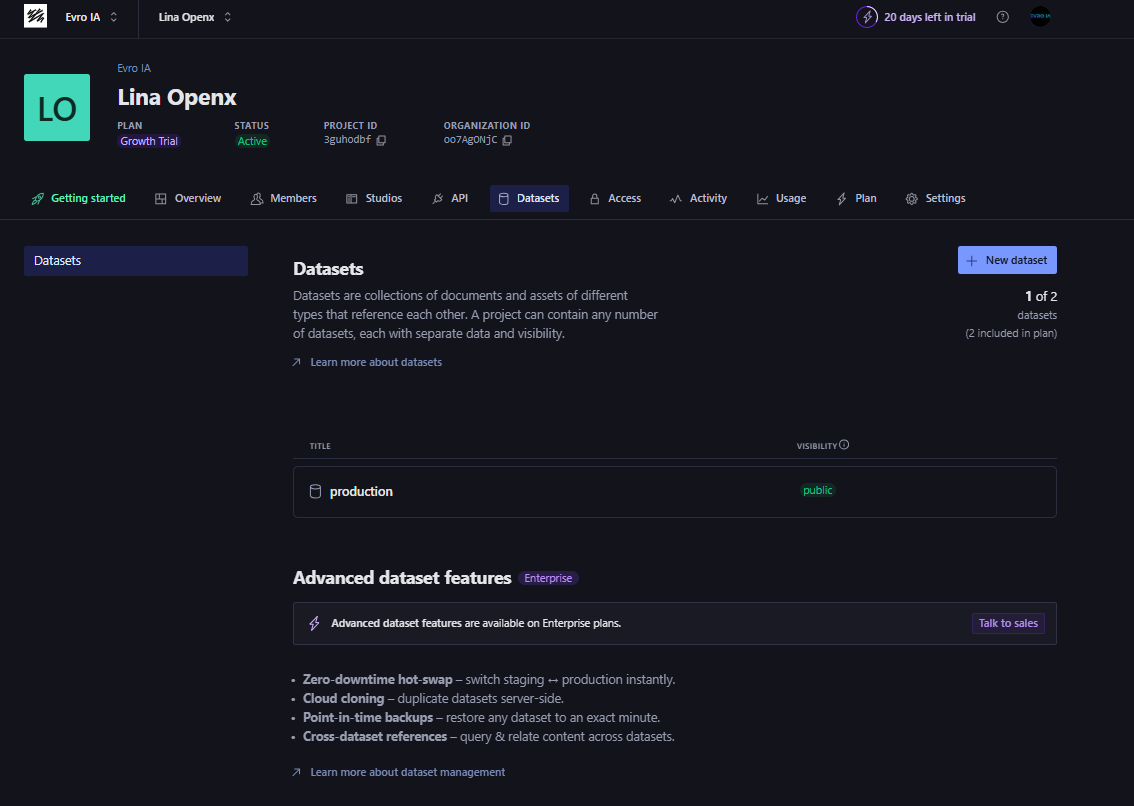 Evro IA
Lina Openx
20 days left in trial
EVRO IA
LO
Evro IA
Lina Openx
PLAN STATUS PROJECT ID ORGANIZATION ID
Growth Trial Active 3guhodbf oo7AgONjC
Getting started Overview Members Studios API Datasets Access Activity Usage Plan Settings
Datasets
Datasets
New dataset
Datasets are collections of documents and assets of different
types that reference each other. A project can contain any number
of datasets, each with separate data and visibility.
1 of 2
datasets
(2 included in plan)
Learn more about datasets
TITLE VISIBILITY
production public
Advanced dataset features Enterprise
Advanced dataset features are available on Enterprise plans. Talk to sales
• Zero-downtime hot-swap – switch staging ↔ production instantly.
• Cloud cloning – duplicate datasets server-side.
• Point-in-time backups – restore any dataset to an exact minute.
• Cross-dataset references – query & relate content across datasets.
Learn more about dataset management